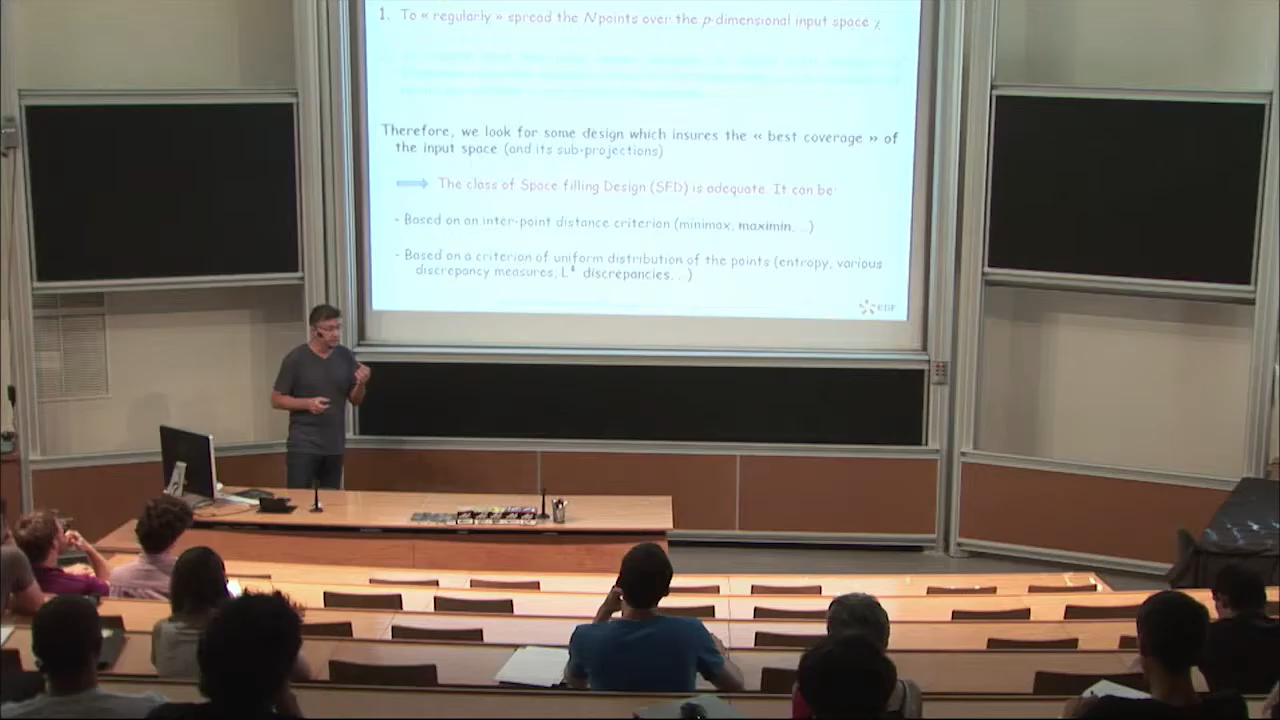 1. To « regularly » spread the N points over the p-dimensional input space χ
Therefore, we look for some design which insures the « best coverage » of
the input space (and its sub-projections)
The class of Space filling Design (SFD) is adequate. It can be:
- Based on an inter-point distance criterion (minimax, maximin, ...)
- Based on a criterion of uniform distribution of the points (entropy, various
discrepancy measures, L² discrepancies, ...)
EDF